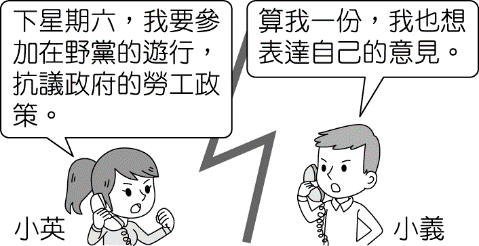 下星期六，我要參
加在野黨的遊行，
抗議政府的勞工政
策。
算我一份，我也想
表達自己的意見。
小英
小義